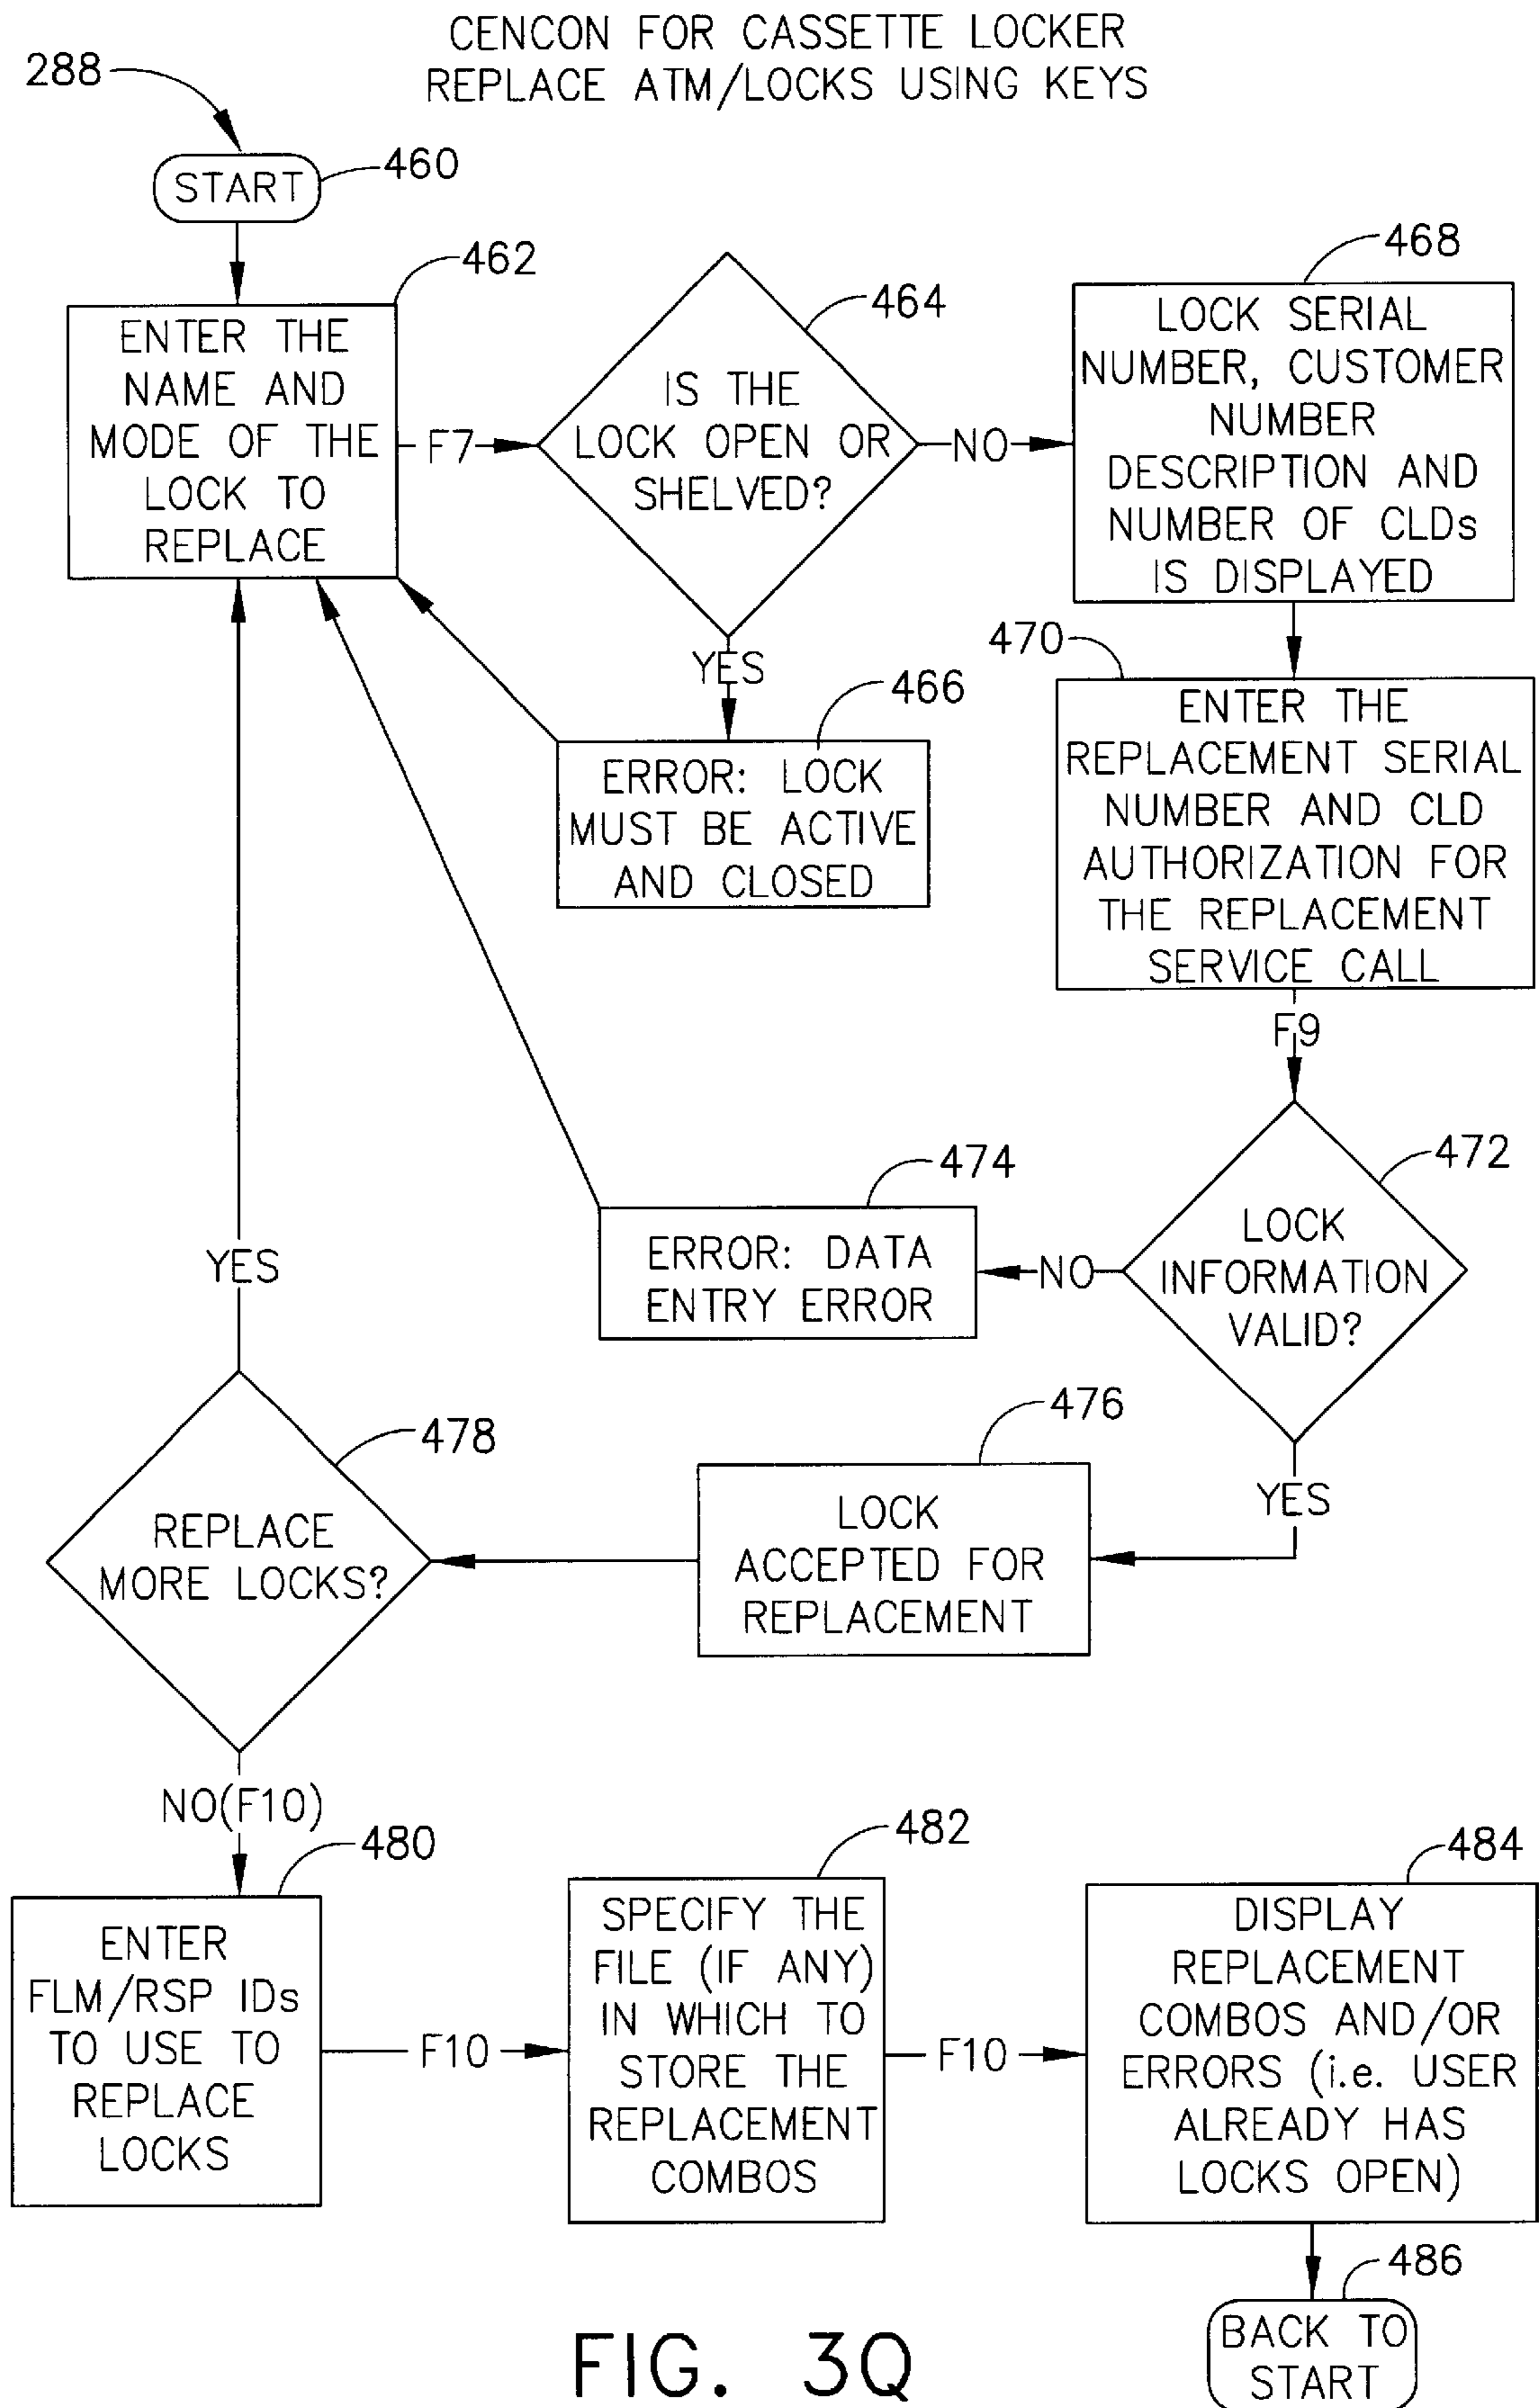 CENCON FOR CASSETTE LOCKER
REPLACE ATM/LOCKS USING KEYS
288
START
460
462
ENTER THE
NAME AND
MODE OF THE
LOCK TO
REPLACE
F7
464
IS THE
LOCK OPEN OR
SHELVED?
NO
468
LOCK SERIAL
NUMBER, CUSTOMER
NUMBER
DESCRIPTION AND
NUMBER OF CLDs
IS DISPLAYED
YES
466
ERROR: LOCK
MUST BE ACTIVE
AND CLOSED
470
ENTER THE
REPLACEMENT SERIAL
NUMBER AND CLD
AUTHORIZATION FOR
THE REPLACEMENT
SERVICE CALL
F9
472
LOCK
INFORMATION
VALID?
NO
474
ERROR: DATA
ENTRY ERROR
YES
YES
476
LOCK
ACCEPTED FOR
REPLACEMENT
478
REPLACE
MORE LOCKS?
NO(F10)
480
ENTER
FLM/RSP IDs
TO USE TO
REPLACE
LOCKS
F10
482
SPECIFY THE
FILE (IF ANY)
IN WHICH TO
STORE THE
REPLACEMENT
COMBOS
F10
484
DISPLAY
REPLACEMENT
COMBOS AND/OR
ERRORS (i.e. USER
ALREADY HAS
LOCKS OPEN)
486
BACK TO
START
FIG. 3Q